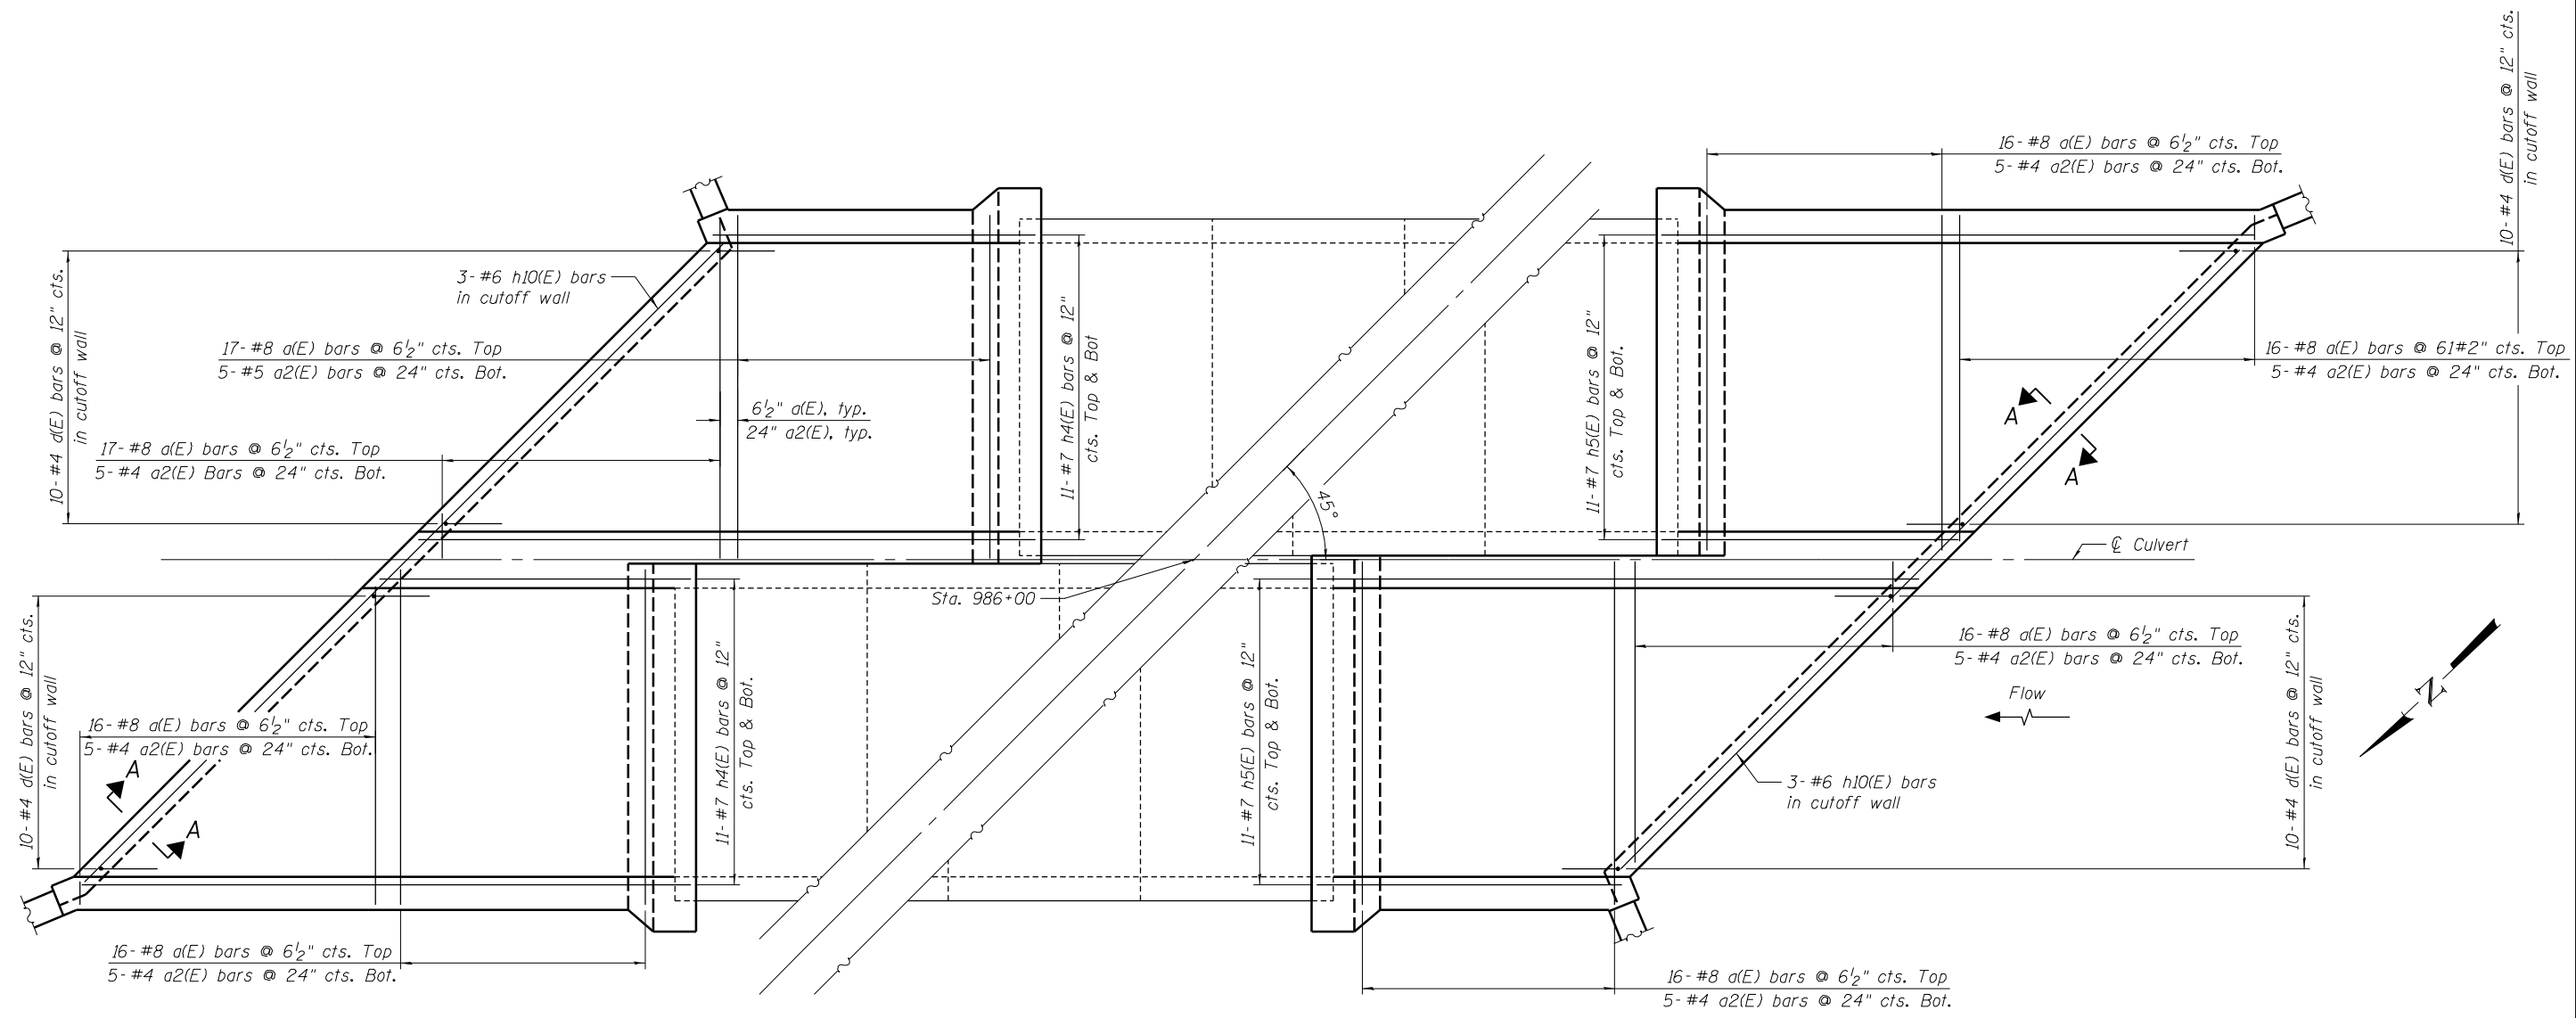 16-#8 a(E) bars @ 6½" cts. Top
5-#4 a2(E) bars @ 24" cts. Bot.
10-#4 d(E) bars @ 12" cts.
in cutoff wall
10-#4 d(E) bars @ 12" cts.
in cutoff wall
3-#6 h10(E) bars
in cutoff wall
17-#8 a(E) bars @ 6½" cts. Top
5-#5 a2(E) bars @ 24" cts. Bot.
11-#7 h4(E) bars @ 12"
cts. Top & Bot
11-#7 h5(E) bars @ 12"
cts. Top & Bot.
16-#8 a(E) bars @ 61#2" cts. Top
5-#4 a2(E) bars @ 24" cts. Bot.
6½" a(E), typ.
24" a2(E), typ.
A
A
17-#8 a(E) bars @ 6½" cts. Top
5-#4 a2(E) Bars @ 24" cts. Bot.
45°
℄ Culvert
Sta. 986+00
10-#4 d(E) bars @ 12" cts.
in cutoff wall
16-#8 a(E) bars @ 6½" cts. Top
5-#4 a2(E) bars @ 24" cts. Bot.
11-#7 h4(E) bars @ 12"
cts. Top & Bot.
11-#7 h5(E) bars @ 12"
cts. Top & Bot.
16-#8 a(E) bars @ 6½" cts. Top
5-#4 a2(E) bars @ 24" cts. Bot.
Flow
10-#4 d(E) bars @ 12" cts.
in cutoff wall
N
3-#6 h10(E) bars
in cutoff wall
A
A
16-#8 a(E) bars @ 6½" cts. Top
5-#4 a2(E) bars @ 24" cts. Bot.
16-#8 a(E) bars @ 6½" cts. Top
5-#4 a2(E) bars @ 24" cts. Bot.